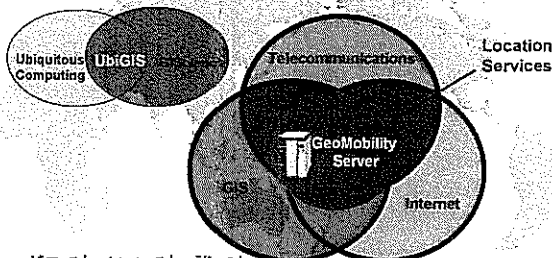 Ubiquitous
Computing
UbiGIS
Telecommunications
Location
Services
GeoMobility
Server
GIS
Internet